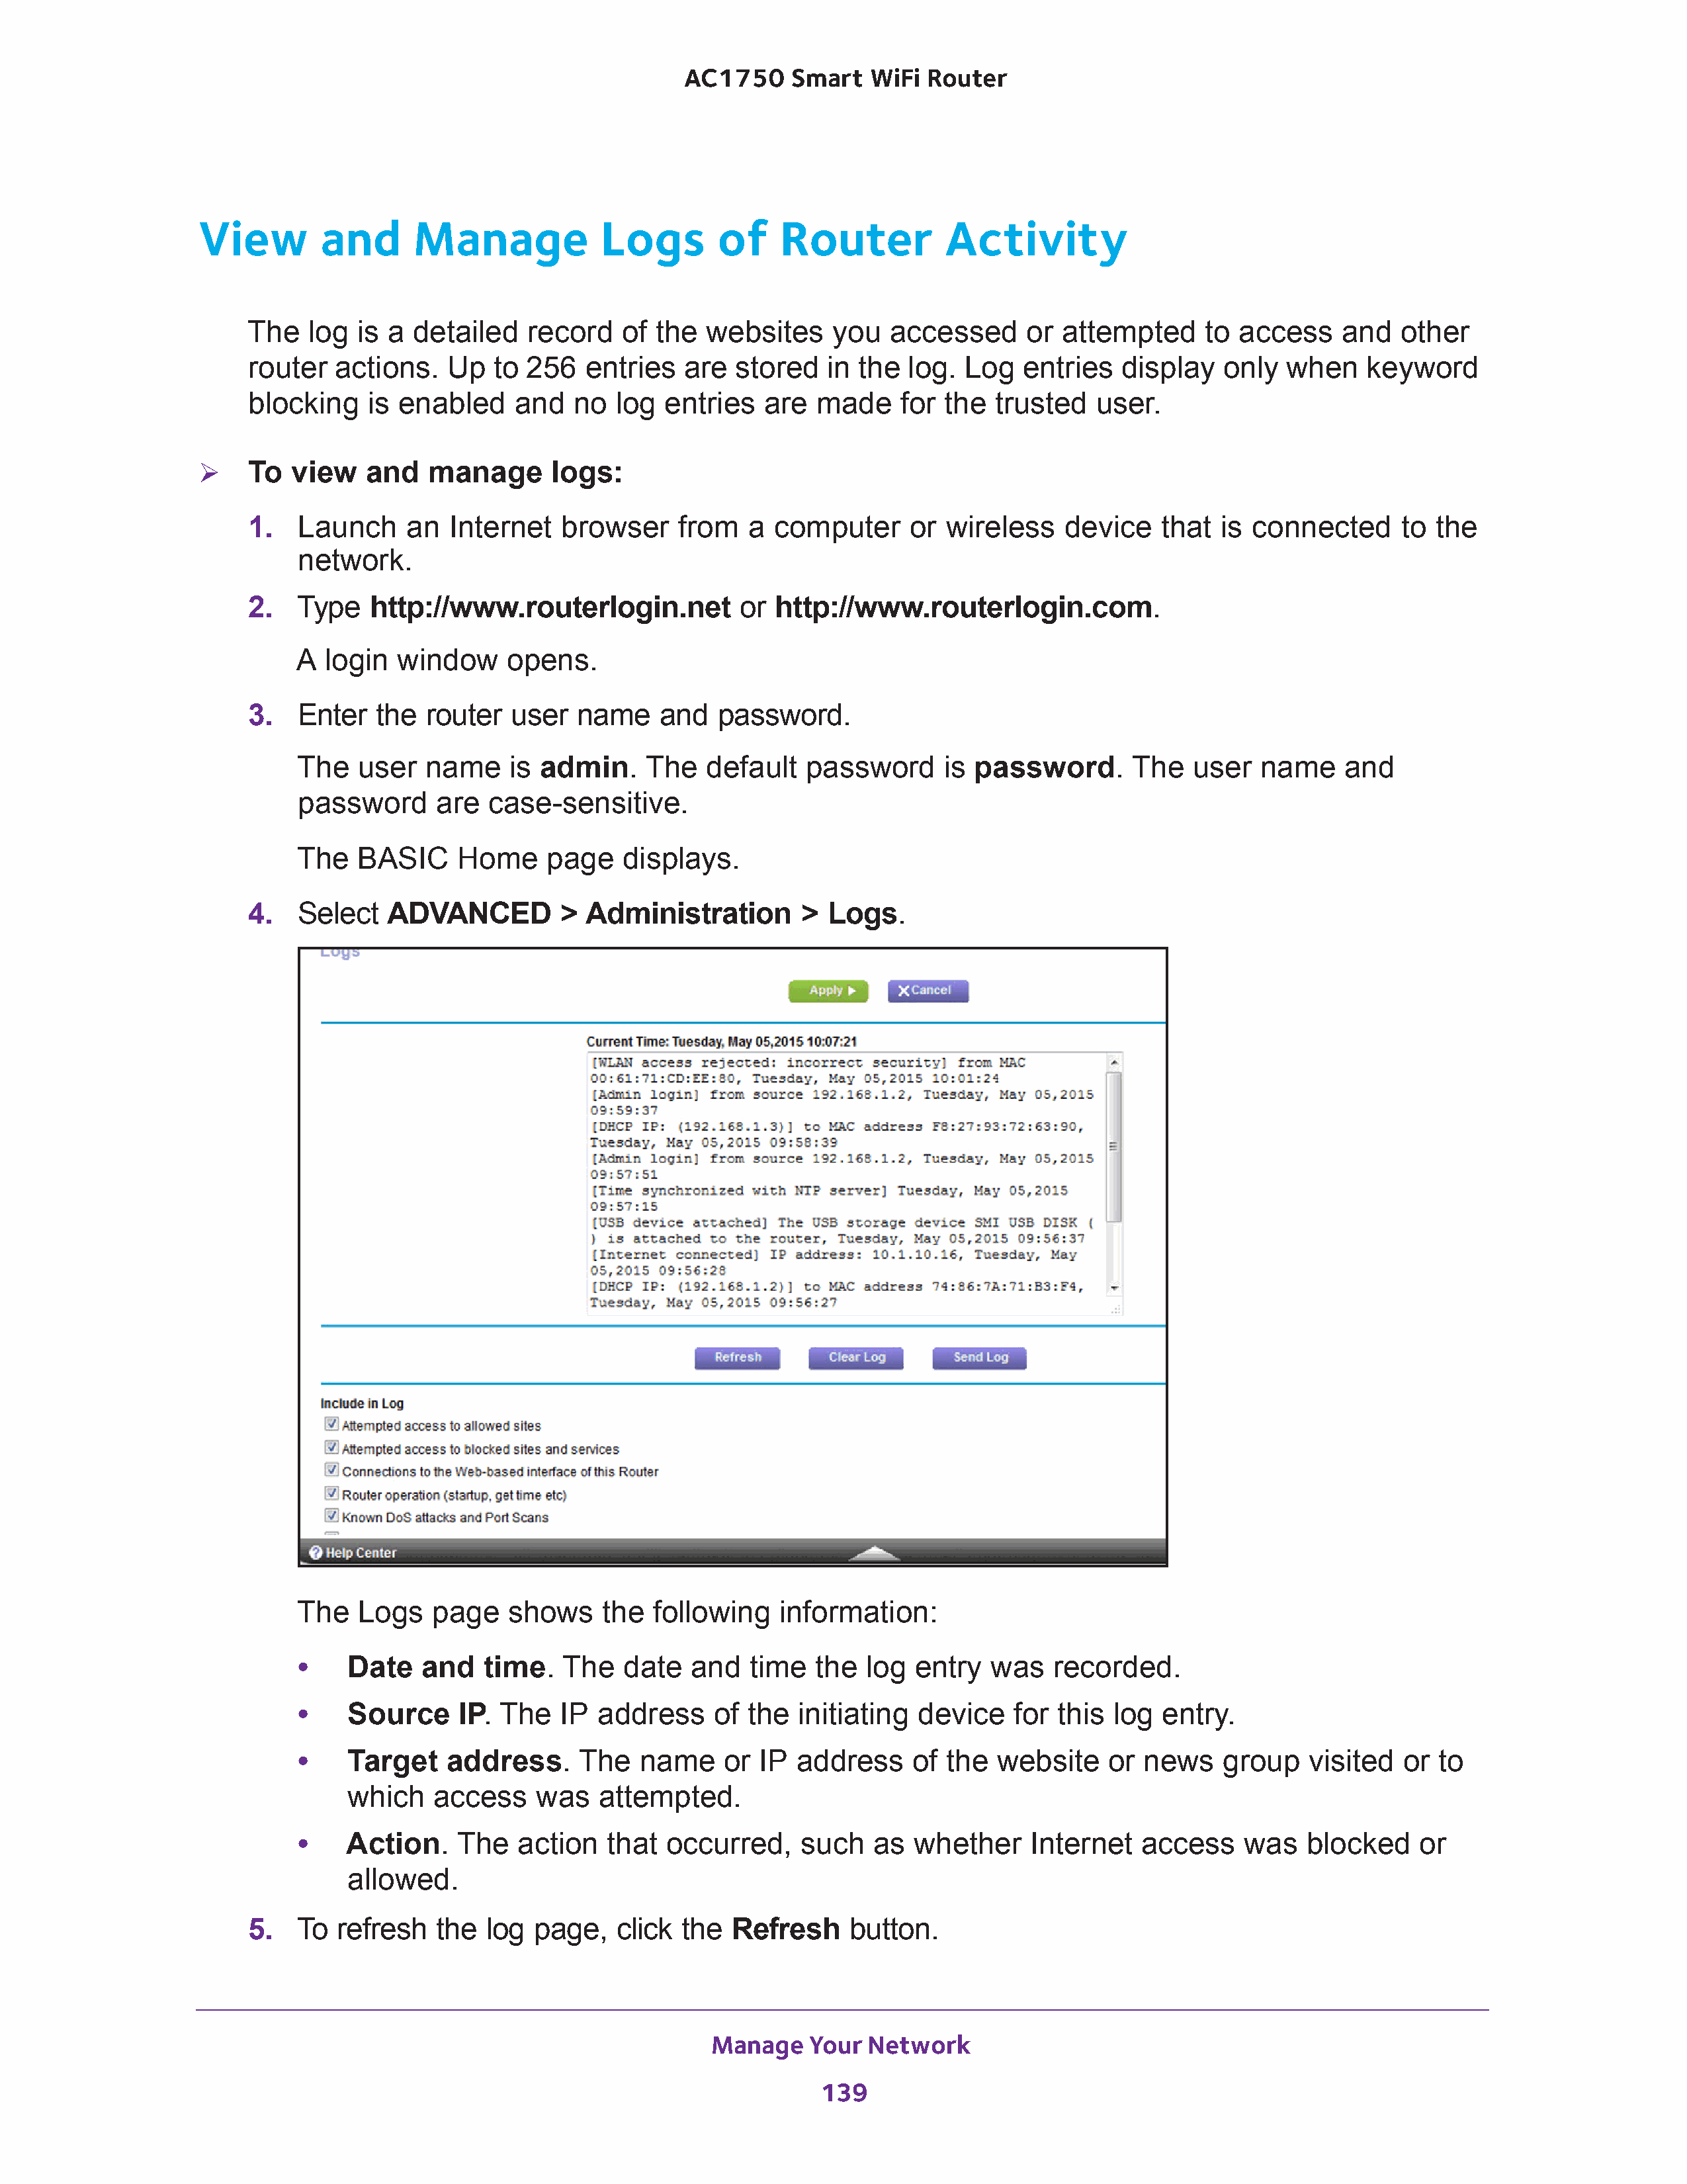 AC1750 Smart WiFi Router
View and Manage Logs of Router Activity
The log is a detailed record of the websites you accessed or attempted to access and other
router actions. Up to 256 entries are stored in the log. Log entries display only when keyword
blocking is enabled and no log entries are made for the trusted user.
➢ To view and manage logs:
1. Launch an Internet browser from a computer or wireless device that is connected to the
network.
2. Type http://www.routerlogin.net or http://www.routerlogin.com.
A login window opens.
3. Enter the router user name and password.
The user name is admin. The default password is password. The user name and
password are case-sensitive.
The BASIC Home page displays.
4. Select ADVANCED > Administration > Logs.
Logs
Apply ▶ X Cancel
Current Time: Tuesday, May 05,2015 10:07:21
[WLAN access rejected: incorrect security] from MAC
00:61:71:CD:EE:80, Tuesday, May 05,2015 10:01:24
[Admin login] from source 192.168.1.2, Tuesday, May 05,2015
09:59:37
[DHCP IP: (192.168.1.3)] to MAC address F8:27:93:72:63:90,
Tuesday, May 05,2015 09:58:39
[Admin login] from source 192.168.1.2, Tuesday, May 05,2015
09:57:51
[Time synchronized with NTP server] Tuesday, May 05,2015
09:57:15
[USB device attached] The USB storage device SMI USB DISK (
) is attached to the router, Tuesday, May 05,2015 09:56:37
[Internet connected] IP address: 10.1.10.16, Tuesday, May
05,2015 09:56:28
[DHCP IP: (192.168.1.2)] to MAC address 74:86:7A:71:B3:F4,
Tuesday, May 05,2015 09:56:27
Refresh Clear Log Send Log
Include in Log
Attempted access to allowed sites
Attempted access to blocked sites and services
Connections to the Web-based interface of this Router
Router operation (startup, get time etc)
Known DoS attacks and Port Scans
? Help Center
The Logs page shows the following information:
• Date and time. The date and time the log entry was recorded.
• Source IP. The IP address of the initiating device for this log entry.
• Target address. The name or IP address of the website or news group visited or to
which access was attempted.
• Action. The action that occurred, such as whether Internet access was blocked or
allowed.
5. To refresh the log page, click the Refresh button.
Manage Your Network
139